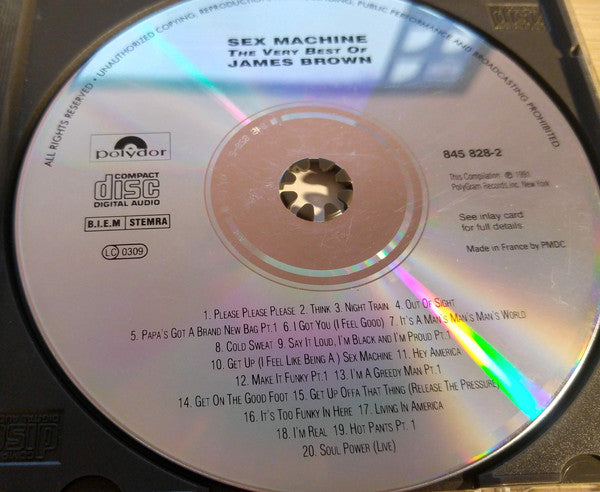 ALL RIGHTS RESERVED • UNAUTHORIZED COPYING, REPRODUCTION, PUBLIC PERFORMANCE AND BROADCASTING PROHIBITED.
SEX MACHINE
THE VERY BEST OF
JAMES BROWN
polydor
COMPACT
disc
DIGITAL AUDIO
B.I.E.M STEMRA
LC 0309
845 828-2
This Compilation ℗ 1991
PolyGram Records Inc. New York
See inlay card
for full details
Made in France by PMDC
1. PLEASE PLEASE PLEASE 2. THINK 3. NIGHT TRAIN 4. OUT OF SIGHT
5. PAPA'S GOT A BRAND NEW BAG PT.1 6. I GOT YOU (I FEEL GOOD) 7. IT'S A MAN'S MAN'S MAN'S WORLD
8. COLD SWEAT 9. SAY IT LOUD, I'M BLACK AND I'M PROUD PT.1
10. GET UP (I FEEL LIKE BEING A ) SEX MACHINE 11. HEY AMERICA
12. MAKE IT FUNKY PT.1 13. I'M A GREEDY MAN PT.1
14. GET ON THE GOOD FOOT 15. GET UP OFFA THAT THING (RELEASE THE PRESSURE)
16. IT'S TOO FUNKY IN HERE 17. LIVING IN AMERICA
18. I'M REAL 19. HOT PANTS PT. 1
20. SOUL POWER (LIVE)